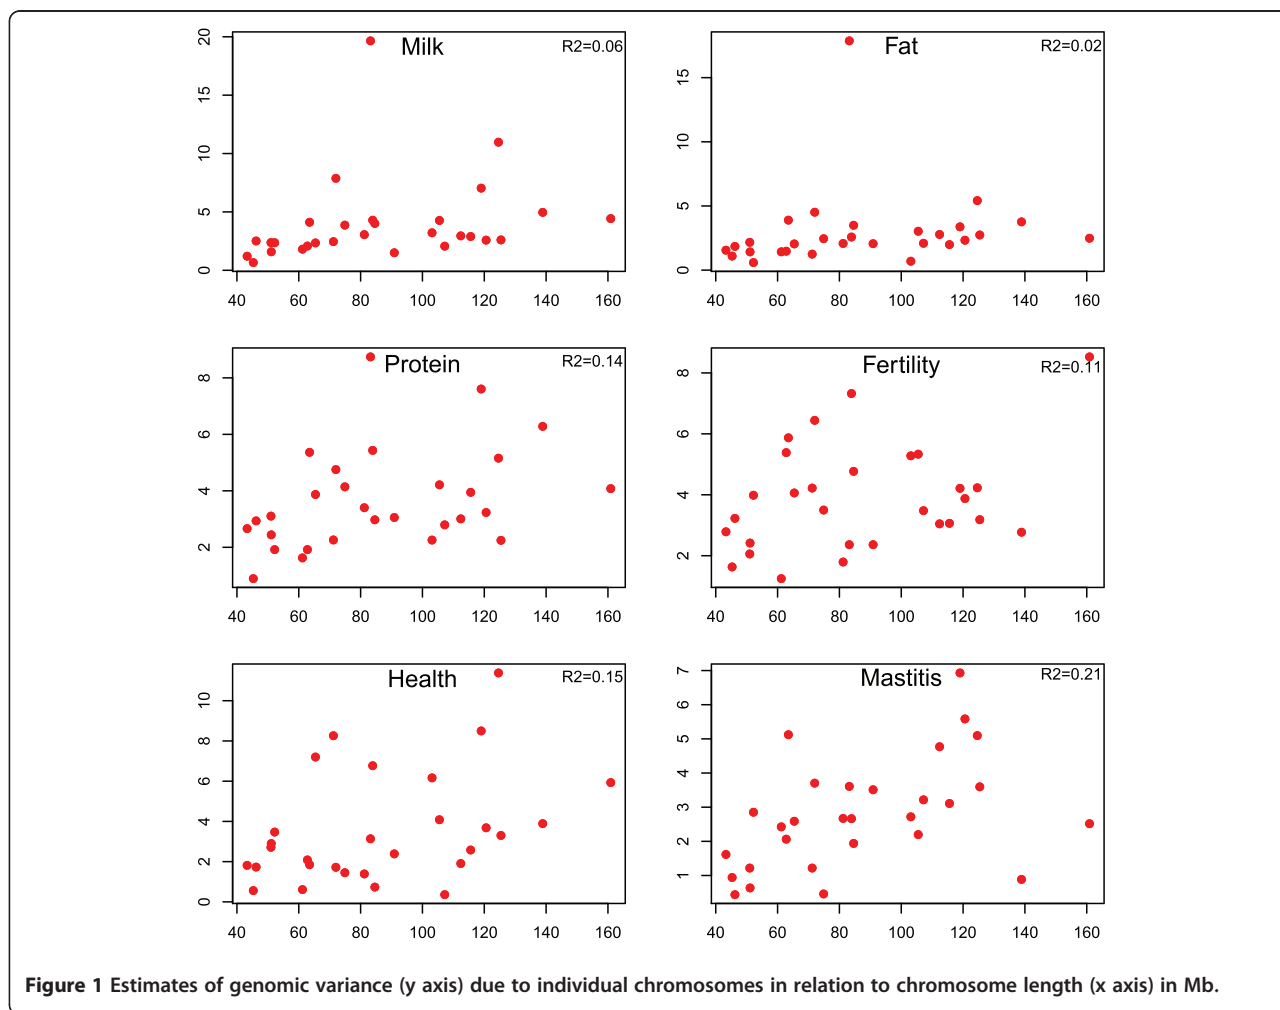 Milk
R2=0.06
0
5
10
15
20
40 60 80 100 120 140 160
Fat
R2=0.02
0
5
10
15
40 60 80 100 120 140 160
Protein
R2=0.14
2
4
6
8
40 60 80 100 120 140 160
Fertility
R2=0.11
2
4
6
8
40 60 80 100 120 140 160
Health
R2=0.15
0
2
4
6
8
10
40 60 80 100 120 140 160
Mastitis
R2=0.21
1
2
3
4
5
6
7
40 60 80 100 120 140 160
Figure 1 Estimates of genomic variance (y axis) due to individual chromosomes in relation to chromosome length (x axis) in Mb.